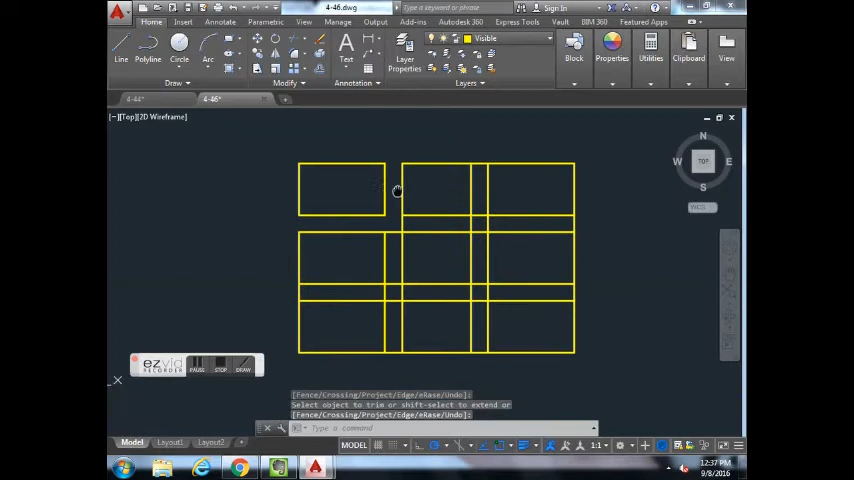 4-46.dwg
Type a keyword or phrase
Sign In
Home Insert Annotate Parametric View Manage Output Add-ins Autodesk 360 Express Tools Vault BIM 360 Featured Apps
Visible
Line Polyline Circle Arc Text Layer Properties Block Properties Utilities Clipboard View
Draw Modify Annotation Layers
4-44* 4-46*
[−][Top][2D Wireframe]
N
W TOP E
S
WCS
ezvid
RECORDER
PAUSE STOP DRAW
[Fence/Crossing/Project/Edge/eRase/Undo]:
Select object to trim or shift-select to extend or
[Fence/Crossing/Project/Edge/eRase/Undo]:
Type a command
Model Layout1 Layout2 +
MODEL 1:1
12:37 PM
9/8/2016